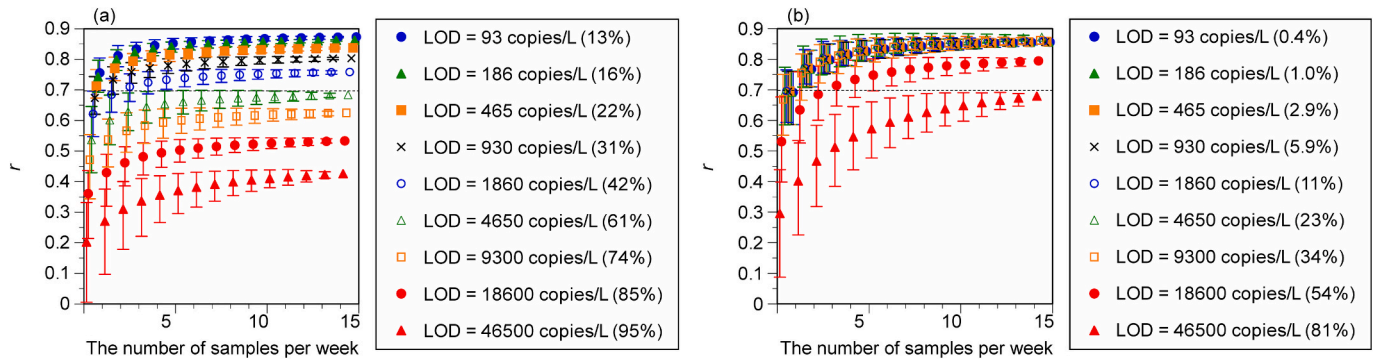 (a)
0.9
0.8
0.7
0.6
0.5
0.4
0.3
0.2
0.1
0
r
5
10
15
The number of samples per week
LOD = 93 copies/L (13%)
LOD = 186 copies/L (16%)
LOD = 465 copies/L (22%)
LOD = 930 copies/L (31%)
LOD = 1860 copies/L (42%)
LOD = 4650 copies/L (61%)
LOD = 9300 copies/L (74%)
LOD = 18600 copies/L (85%)
LOD = 46500 copies/L (95%)
(b)
0.9
0.8
0.7
0.6
0.5
0.4
0.3
0.2
0.1
0
r
5
10
15
The number of samples per week
LOD = 93 copies/L (0.4%)
LOD = 186 copies/L (1.0%)
LOD = 465 copies/L (2.9%)
LOD = 930 copies/L (5.9%)
LOD = 1860 copies/L (11%)
LOD = 4650 copies/L (23%)
LOD = 9300 copies/L (34%)
LOD = 18600 copies/L (54%)
LOD = 46500 copies/L (81%)